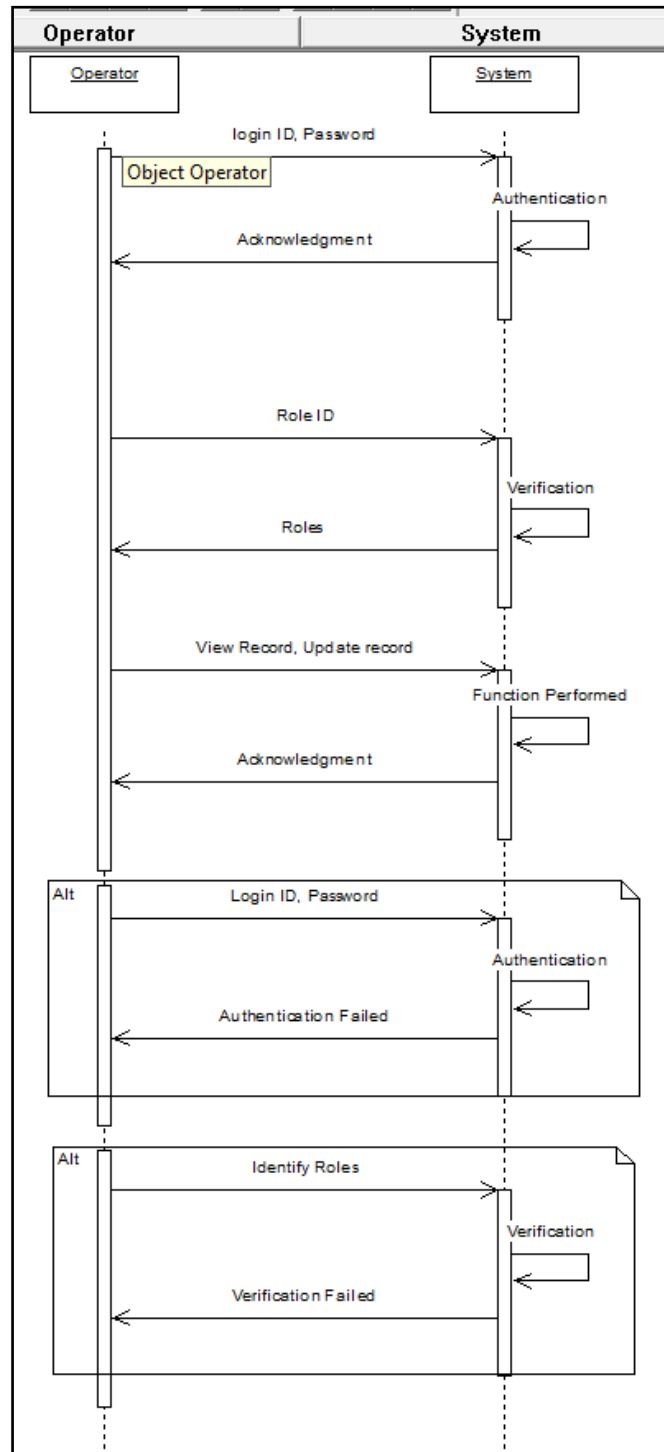 Operator System
Operator System
login ID, Password
Object Operator
Authentication
Acknowledgment
Role ID
Verification
Roles
View Record, Update record
Function Performed
Acknowledgment
Alt
Login ID, Password
Authentication
Authentication Failed
Alt
Identify Roles
Verification
Verification Failed